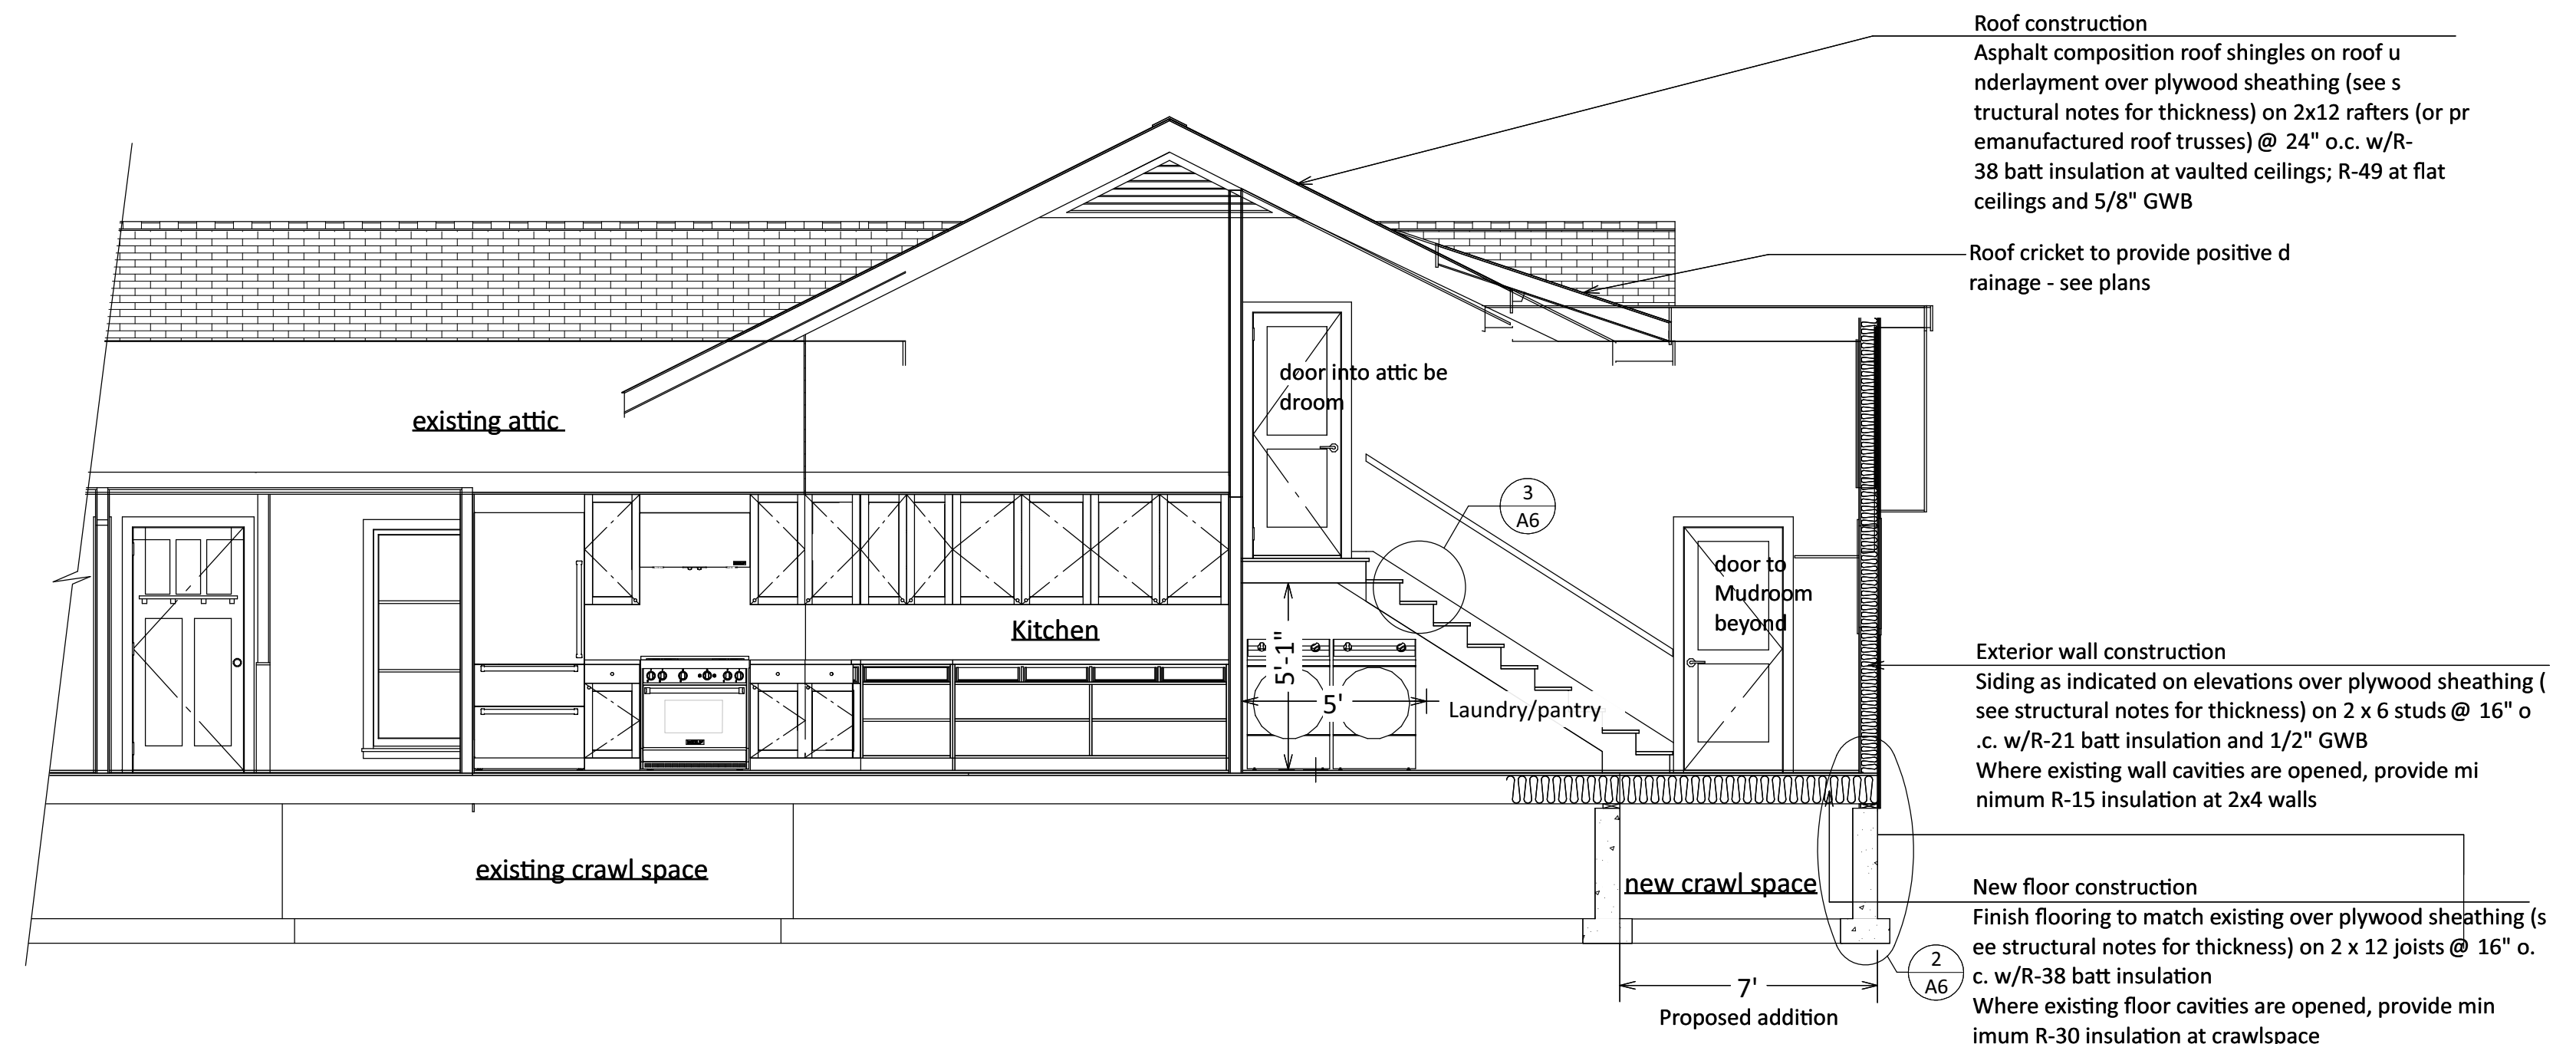 Roof construction
Asphalt composition roof shingles on roof u
nderlayment over plywood sheathing (see s
tructural notes for thickness) on 2x12 rafters (or pr
emanufactured roof trusses) @ 24" o.c. w/R-
38 batt insulation at vaulted ceilings; R-49 at flat
ceilings and 5/8" GWB
Roof cricket to provide positive d
rainage - see plans
door into attic be
droom
existing attic
3
A6
door to
Mudroom
beyond
Kitchen
5'-1"
5'
Laundry/pantry
Exterior wall construction
Siding as indicated on elevations over plywood sheathing (
see structural notes for thickness) on 2 x 6 studs @ 16" o
.c. w/R-21 batt insulation and 1/2" GWB
Where existing wall cavities are opened, provide mi
nimum R-15 insulation at 2x4 walls
existing crawl space
new crawl space
New floor construction
Finish flooring to match existing over plywood sheathing (s
ee structural notes for thickness) on 2 x 12 joists @ 16" o.
c. w/R-38 batt insulation
Where existing floor cavities are opened, provide min
imum R-30 insulation at crawlspace
2
A6
7'
Proposed addition